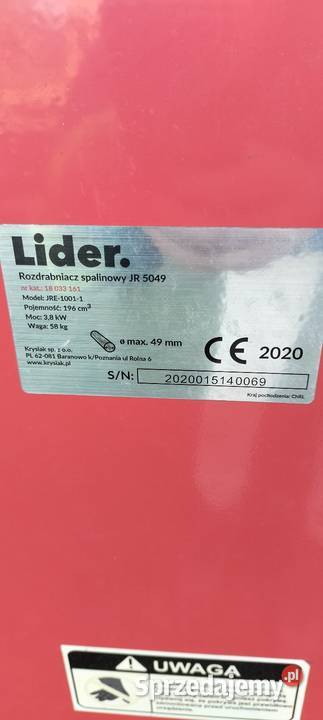 Lider.
Rozdrabniacz spalinowy JR 5049
nr kat.: 18 033 161
Model: JRE-1001-1
Pojemność: 196 cm³
Moc: 3,8 kW
Waga: 58 kg
Krysiak sp. z o.o.
PL 62-081 Baranowo k/Poznania ul Rolna 6
www.krysiak.pl
ø max. 49 mm
CE 2020
S/N: 2020015140069
Kraj pochodzenia: ChRL
UWAGA
Sprzedajemy.pl